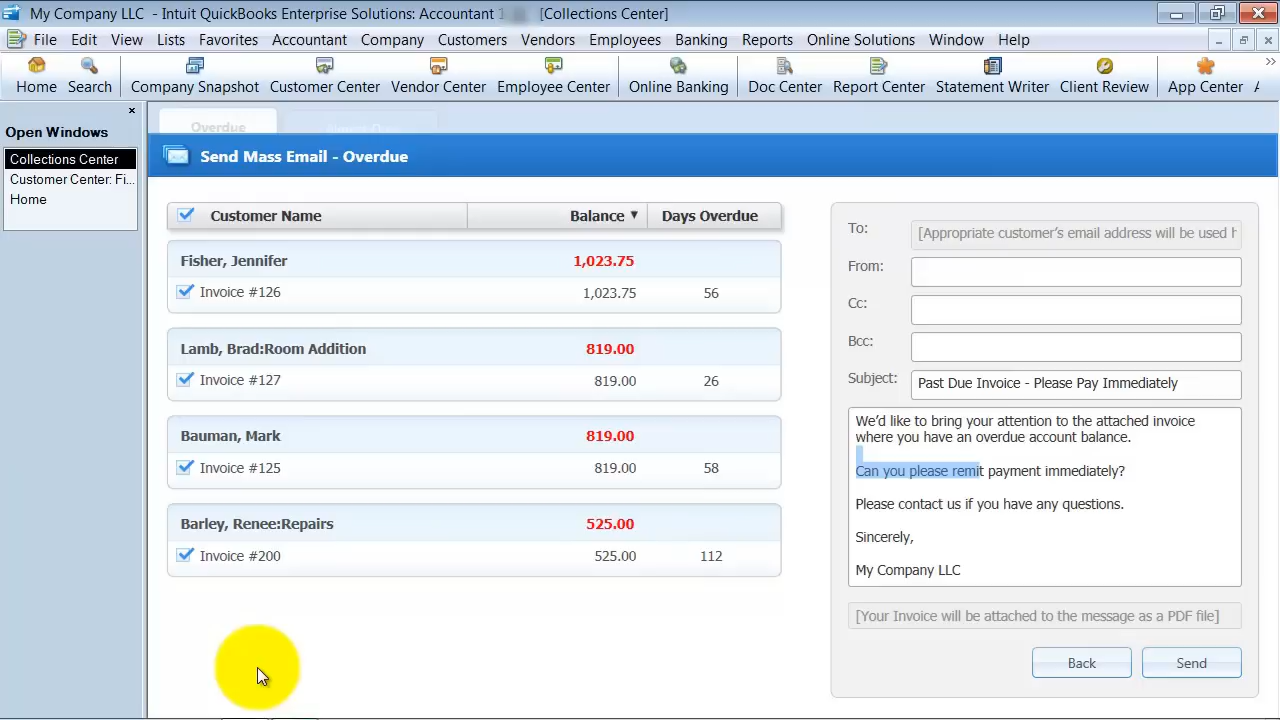 My Company LLC - Intuit QuickBooks Enterprise Solutions: Accountant [Collections Center]
File Edit View Lists Favorites Accountant Company Customers Vendors Employees Banking Reports Online Solutions Window Help
Home Search Company Snapshot Customer Center Vendor Center Employee Center Online Banking Doc Center Report Center Statement Writer Client Review App Center
Open Windows
Collections Center
Customer Center: Fi...
Home
Overdue
Send Mass Email - Overdue
Customer Name Balance Days Overdue
Fisher, Jennifer 1,023.75
Invoice #126 1,023.75 56
Lamb, Brad:Room Addition 819.00
Invoice #127 819.00 26
Bauman, Mark 819.00
Invoice #125 819.00 58
Barley, Renee:Repairs 525.00
Invoice #200 525.00 112
To: [Appropriate customer's email address will be used h
From:
Cc:
Bcc:
Subject: Past Due Invoice - Please Pay Immediately
We'd like to bring your attention to the attached invoice
where you have an overdue account balance.
Can you please remit payment immediately?
Please contact us if you have any questions.
Sincerely,
My Company LLC
[Your Invoice will be attached to the message as a PDF file]
Back Send